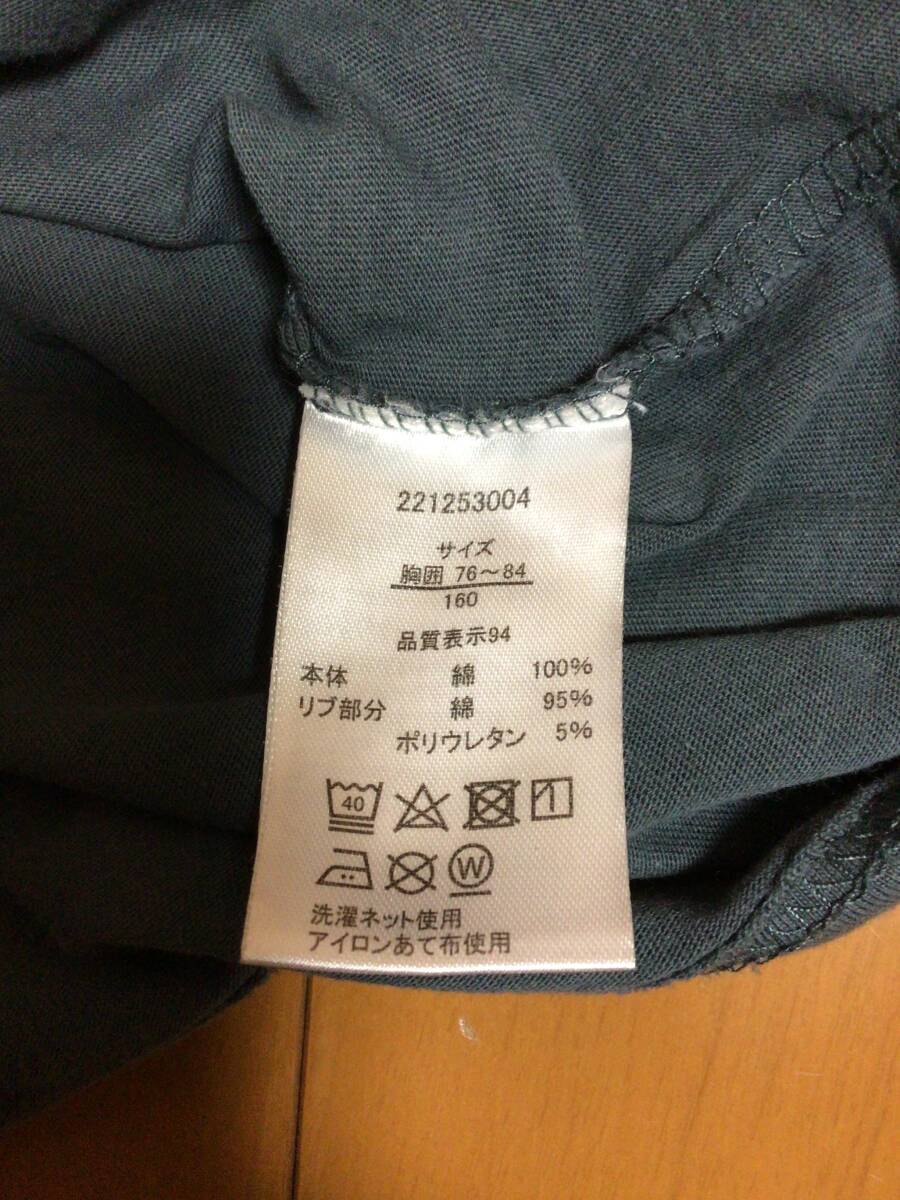 221253004
サイズ
胸囲 76～84
160
品質表示94
本体 綿 100%
リブ部分 綿 95%
ポリウレタン 5%
40
W
洗濯ネット使用
アイロンあて布使用